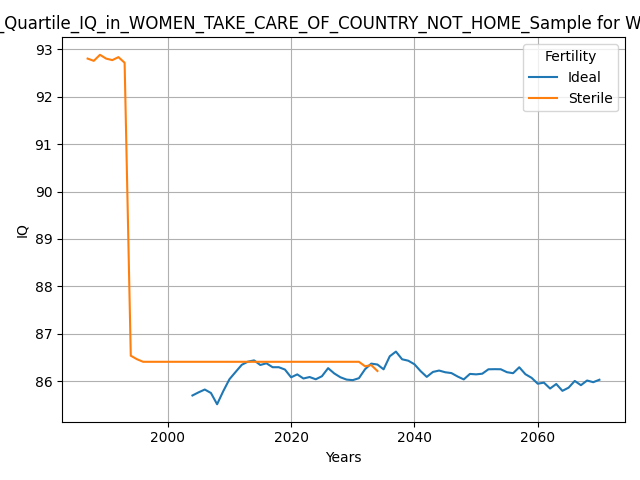 _Quartile_IQ_in_WOMEN_TAKE_CARE_OF_COUNTRY_NOT_HOME_Sample for W
93
92
91
90
89
88
87
86
IQ
Fertility
Ideal
Sterile
2000
2020
2040
2060
Years